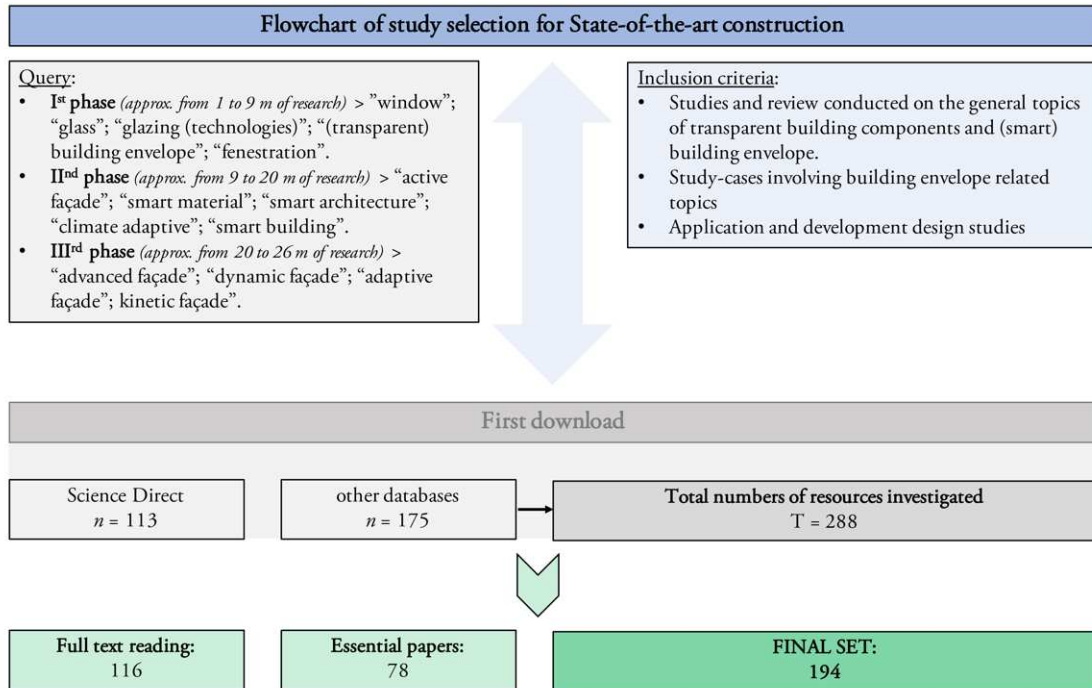 Flowchart of study selection for State-of-the-art construction
Query:
• Ist phase (approx. from 1 to 9 m of research) > ”window”;
“glass”; “glazing (technologies)”; “(transparent)
building envelope”; “fenestration”.
• IInd phase (approx. from 9 to 20 m of research) > “active
façade”; “smart material”; “smart architecture”;
“climate adaptive”; “smart building”.
• IIIrd phase (approx. from 20 to 26 m of research) >
“advanced façade”; “dynamic façade”; “adaptive
façade”; kinetic façade”.
Inclusion criteria:
• Studies and review conducted on the general topics
of transparent building components and (smart)
building envelope.
• Study-cases involving building envelope related
topics
• Application and development design studies
First download
Science Direct
n = 113
other databases
n = 175
Total numbers of resources investigated
T = 288
Full text reading:
116
Essential papers:
78
FINAL SET:
194